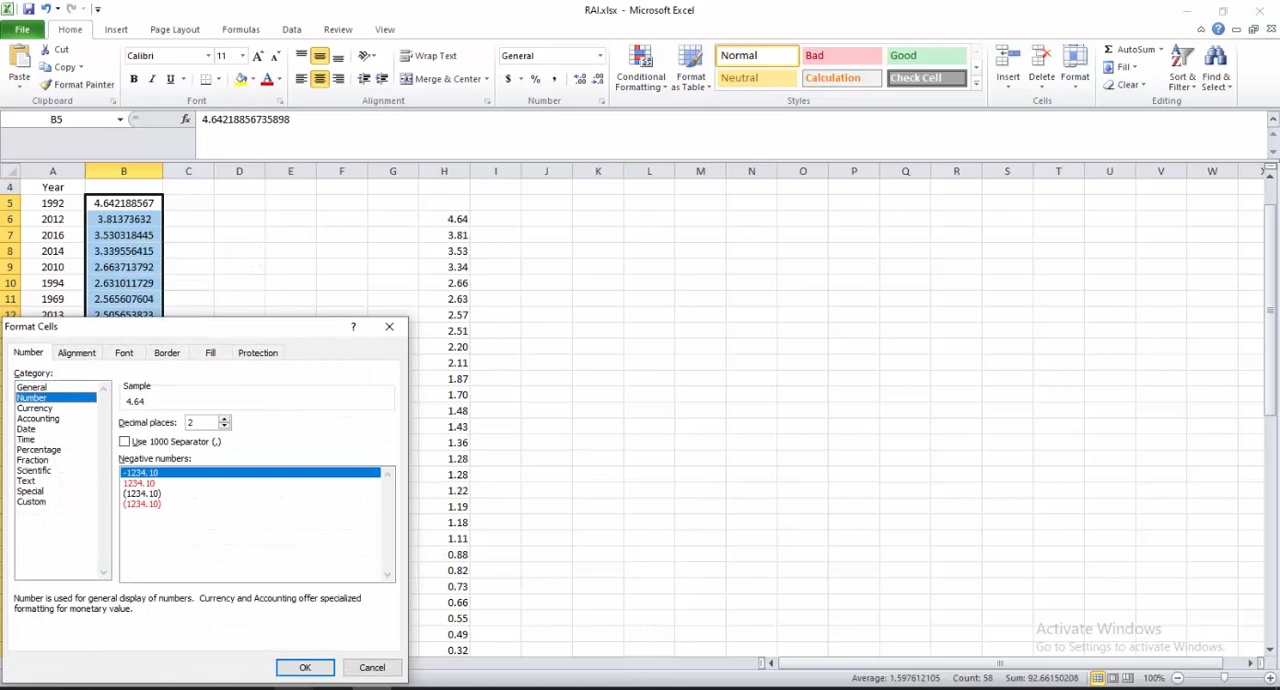 RAI.xlsx - Microsoft Excel
File Home Insert Page Layout Formulas Data Review View
Paste
Cut
Copy
Format Painter
Clipboard
Calibri 11
B I U
Font
Wrap Text
Merge & Center
Alignment
General
$ % ,
Number
Conditional Formatting
Format as Table
Normal Bad Good
Neutral Calculation Check Cell
Styles
Insert Delete Format
Cells
AutoSum
Fill
Clear
Sort & Filter
Find & Select
Editing
B5 fx 4.64218856735898
A B C D E F G H I J K L M N O P Q R S T U V W
4 Year
5 1992 4.642188567
6 2012 3.81373632 4.64
7 2016 3.530318445 3.81
8 2014 3.339556415 3.53
9 2010 2.663713792 3.34
10 1994 2.631011729 2.66
11 1969 2.565607604 2.63
12 2013 2.505653823 2.57
2.51
2.20
2.11
1.87
1.70
1.48
1.43
1.36
1.28
1.28
1.22
1.19
1.18
1.11
0.88
0.82
0.73
0.66
0.55
0.49
0.32
Format Cells
Number Alignment Font Border Fill Protection
Category:
General
Number
Currency
Accounting
Date
Time
Percentage
Fraction
Scientific
Text
Special
Custom
Sample
4.64
Decimal places: 2
Use 1000 Separator (,)
Negative numbers:
-1234.10
1234.10
(1234.10)
(1234.10)
Number is used for general display of numbers. Currency and Accounting offer specialized
formatting for monetary value.
OK Cancel
Activate Windows
Go to Settings to activate Windows.
Average: 1.597612105 Count: 58 Sum: 92.66150208 100%